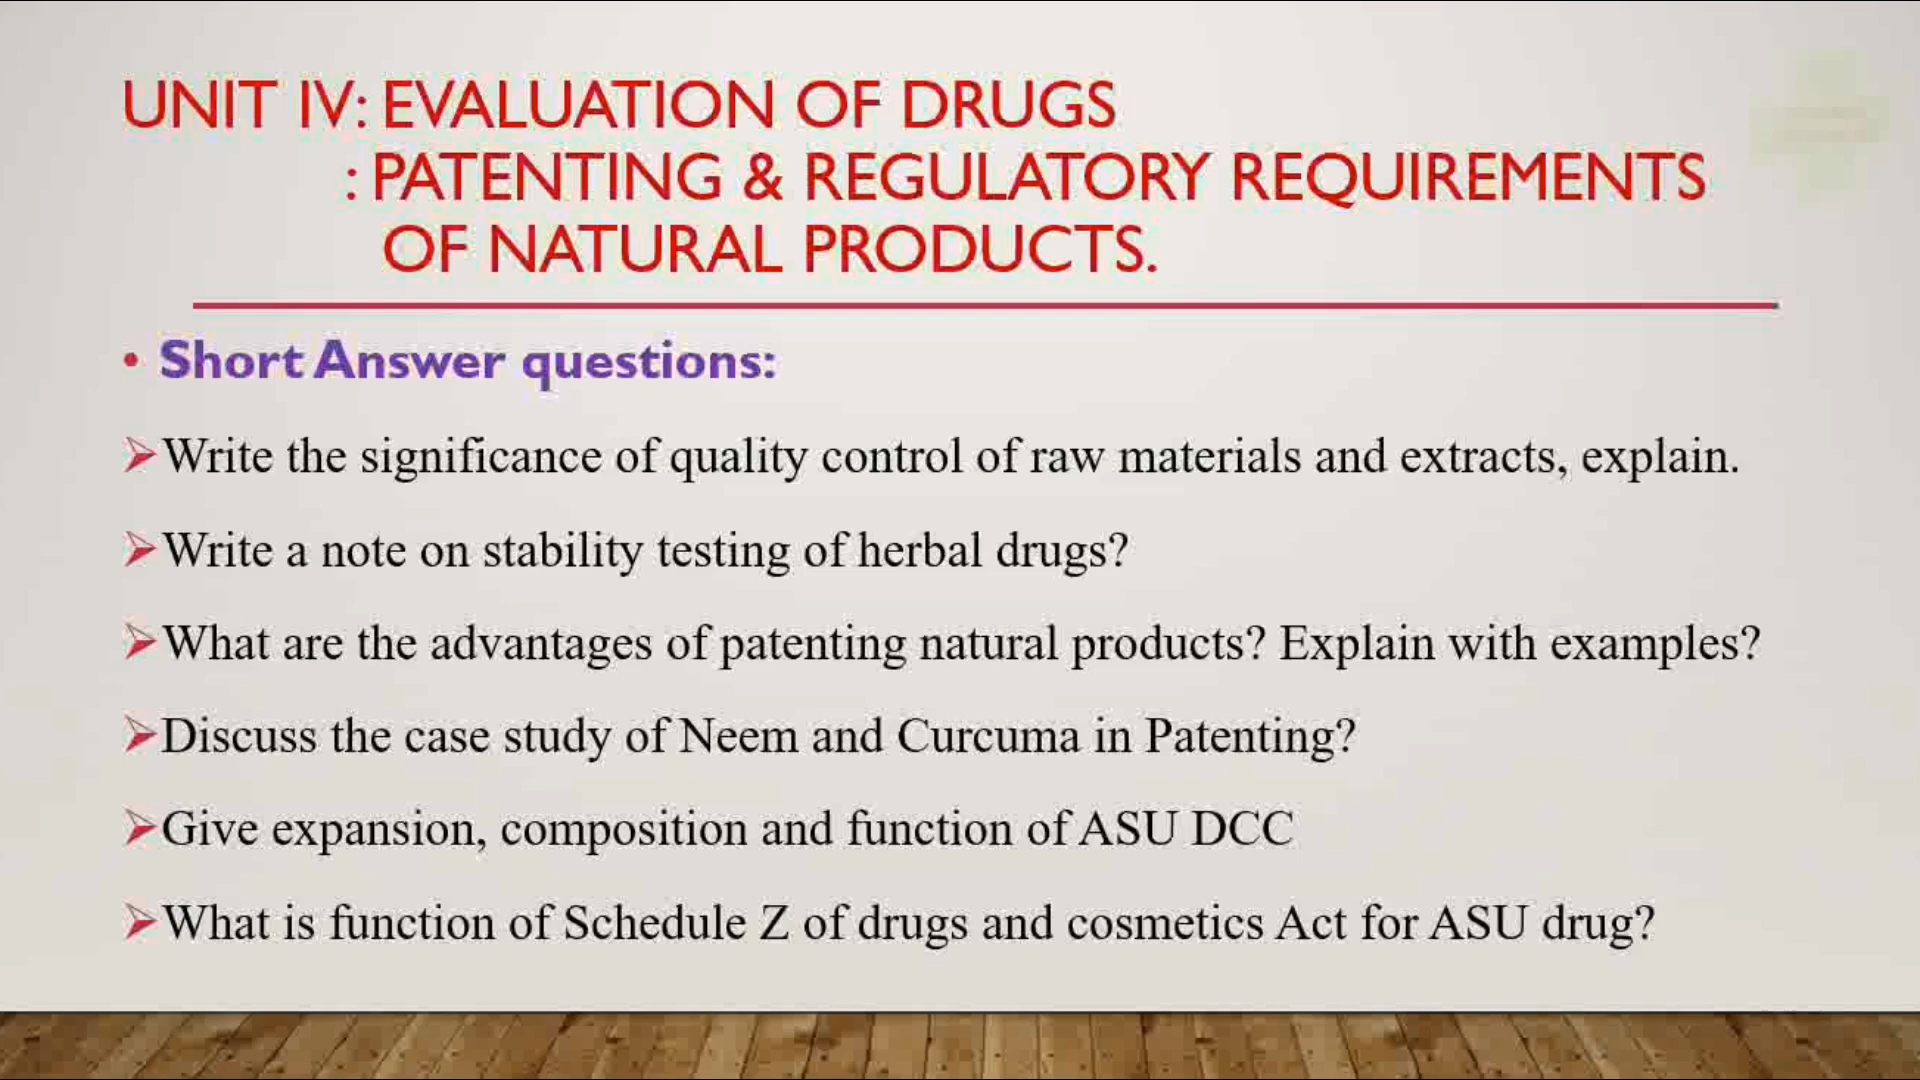 UNIT IV: EVALUATION OF DRUGS
: PATENTING & REGULATORY REQUIREMENTS
OF NATURAL PRODUCTS.
• Short Answer questions:
➢Write the significance of quality control of raw materials and extracts, explain.
➢Write a note on stability testing of herbal drugs?
➢What are the advantages of patenting natural products? Explain with examples?
➢Discuss the case study of Neem and Curcuma in Patenting?
➢Give expansion, composition and function of ASU DCC
➢What is function of Schedule Z of drugs and cosmetics Act for ASU drug?